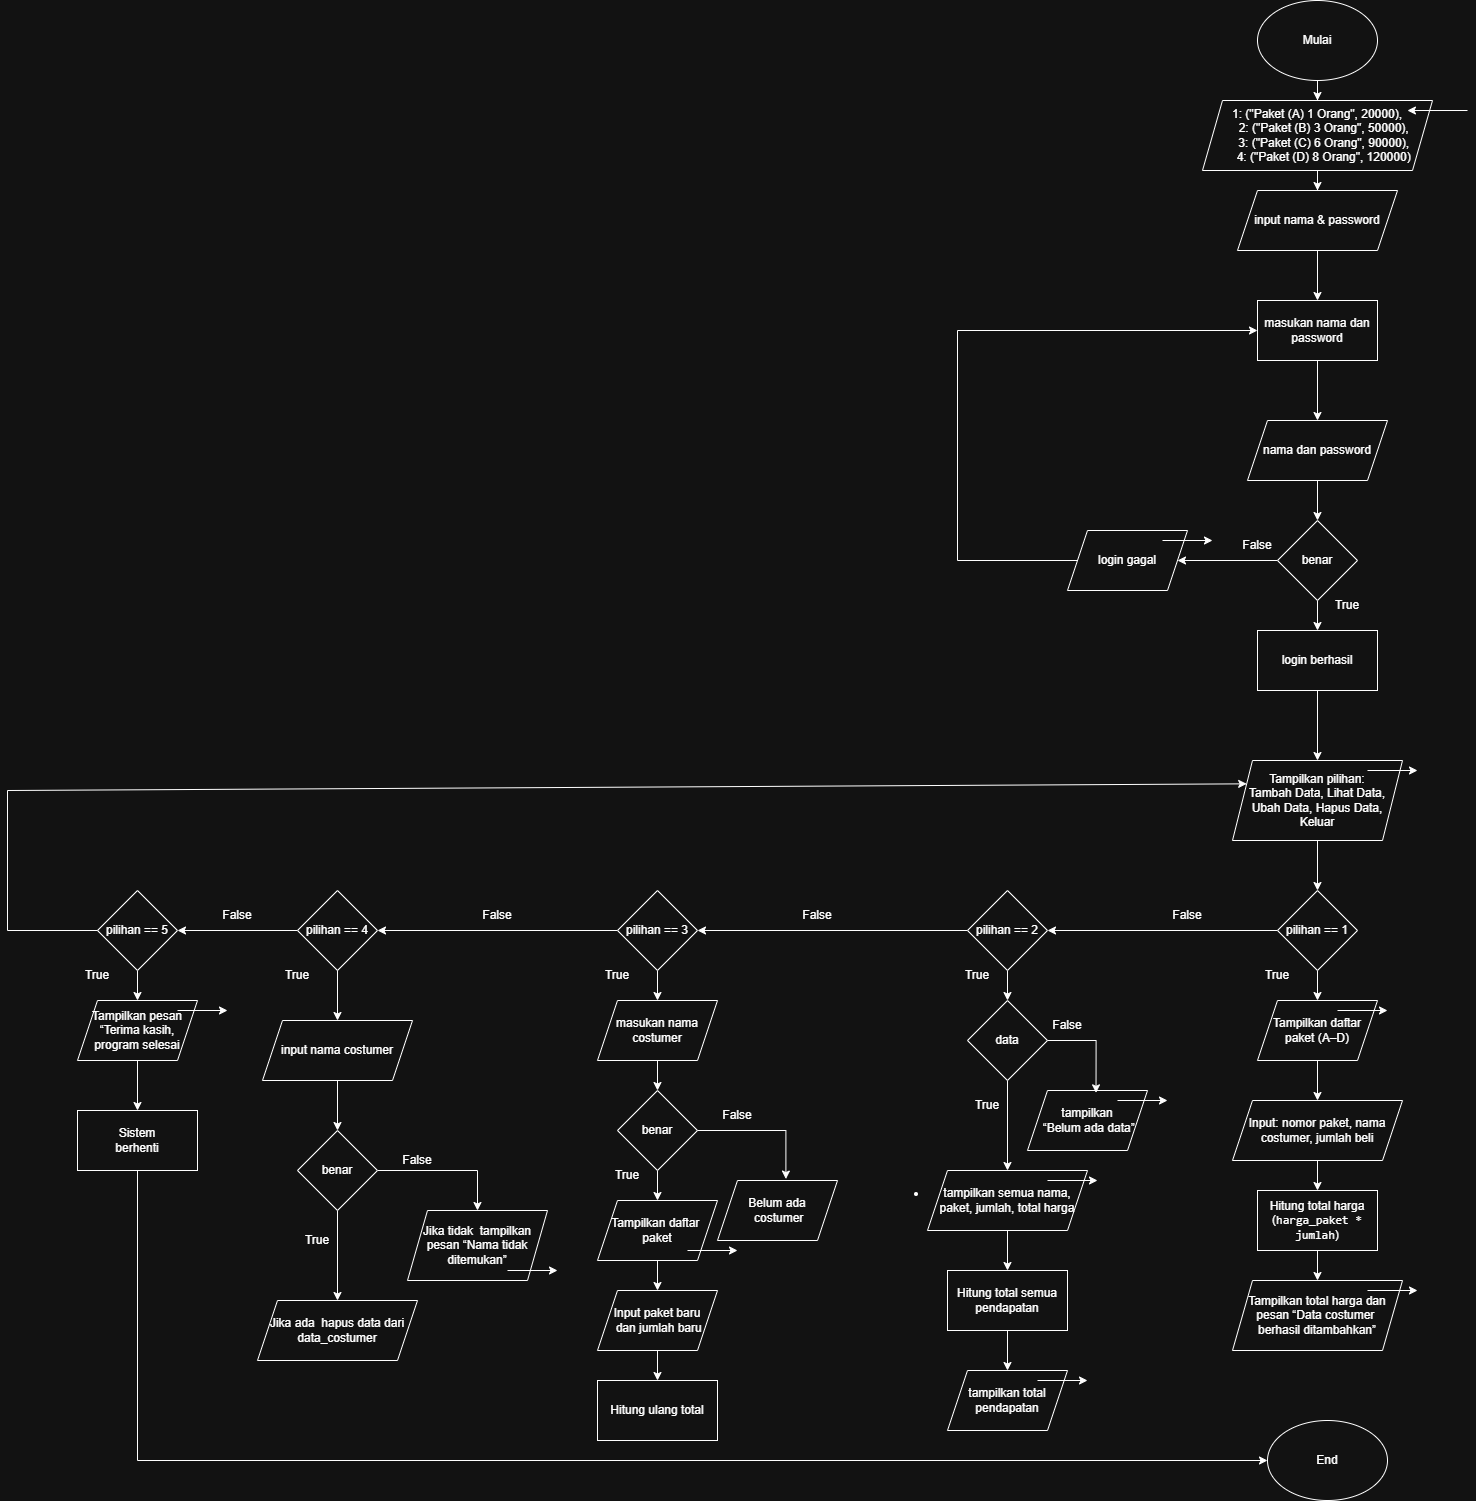 Mulai
1: ("Paket (A) 1 Orang", 20000),
2: ("Paket (B) 3 Orang", 50000),
3: ("Paket (C) 6 Orang", 90000),
4: ("Paket (D) 8 Orang", 120000)
input nama & password
masukan nama dan
password
nama dan password
benar
False
login gagal
True
login berhasil
Tampilkan pilihan:
Tambah Data, Lihat Data,
Ubah Data, Hapus Data,
Keluar
pilihan == 1
False
True
Tampilkan daftar
paket (A–D)
Input: nomor paket, nama
costumer, jumlah beli
Hitung total harga
(harga_paket *
jumlah)
Tampilkan total harga dan
pesan “Data costumer
berhasil ditambahkan”
pilihan == 2
False
True
data
False
tampilkan
“Belum ada data”
True
tampilkan semua nama,
paket, jumlah, total harga
Hitung total semua
pendapatan
tampilkan total
pendapatan
pilihan == 3
False
True
masukan nama
costumer
benar
False
Belum ada
costumer
True
Tampilkan daftar
paket
Input paket baru
dan jumlah baru
Hitung ulang total
pilihan == 4
False
True
input nama costumer
benar
False
Jika tidak  tampilkan
pesan “Nama tidak
ditemukan”
True
Jika ada  hapus data dari
data_costumer
pilihan == 5
True
Tampilkan pesan
“Terima kasih,
program selesai
Sistem
berhenti
End